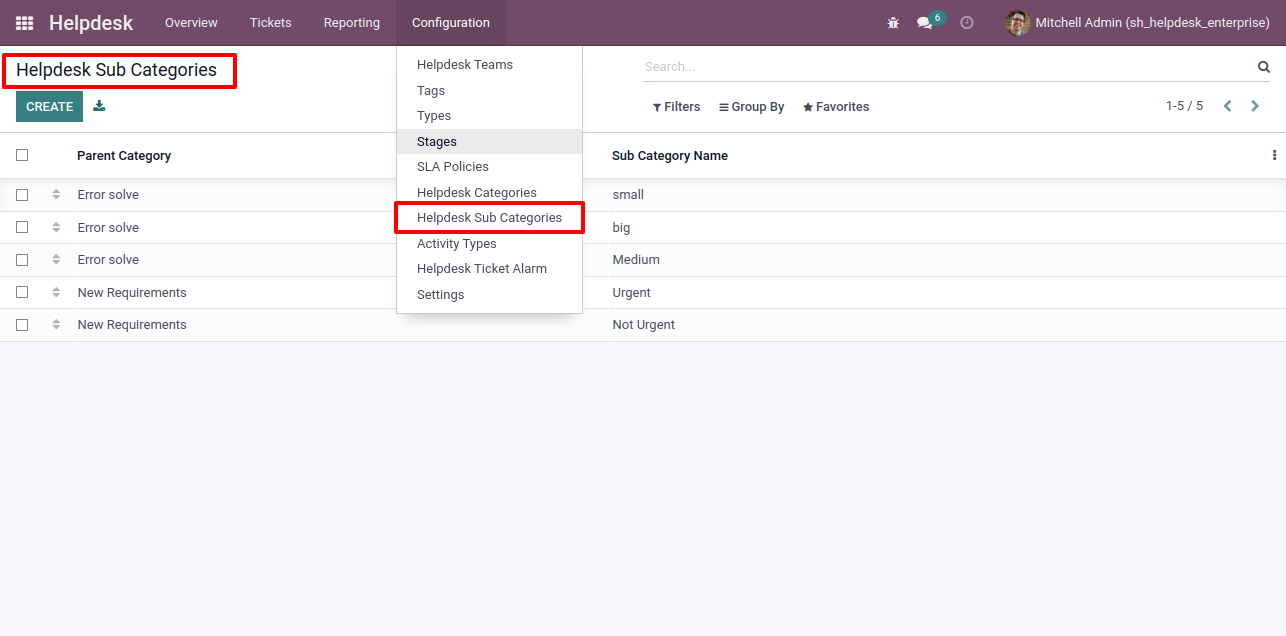 Helpdesk Overview Tickets Reporting Configuration 6 Mitchell Admin (sh_helpdesk_enterprise)
Helpdesk Sub Categories Search...
CREATE Filters Group By Favorites 1-5 / 5
Helpdesk Teams
Tags
Types
Stages
SLA Policies
Helpdesk Categories
Helpdesk Sub Categories
Activity Types
Helpdesk Ticket Alarm
Settings
Parent Category Sub Category Name
Error solve small
Error solve big
Error solve Medium
New Requirements Urgent
New Requirements Not Urgent